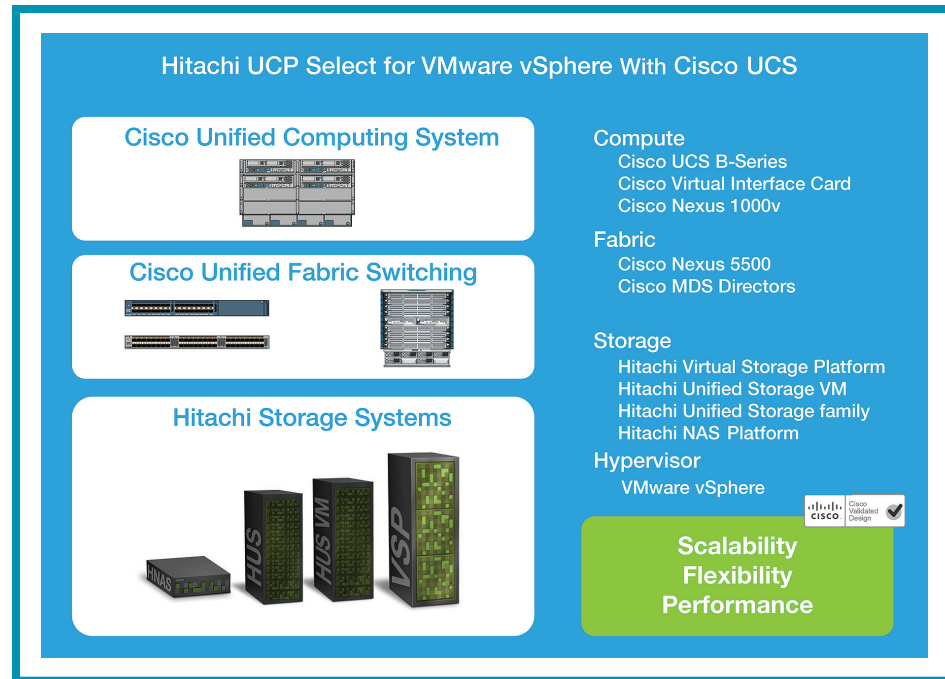 Hitachi UCP Select for VMware vSphere With Cisco UCS
Cisco Unified Computing System
Cisco Unified Fabric Switching
Hitachi Storage Systems
HNAS
HUS
HUS VM
VSP
Compute
Cisco UCS B-Series
Cisco Virtual Interface Card
Cisco Nexus 1000v
Fabric
Cisco Nexus 5500
Cisco MDS Directors
Storage
Hitachi Virtual Storage Platform
Hitachi Unified Storage VM
Hitachi Unified Storage family
Hitachi NAS Platform
Hypervisor
VMware vSphere
CISCO
Cisco
Validated
Design
Scalability
Flexibility
Performance